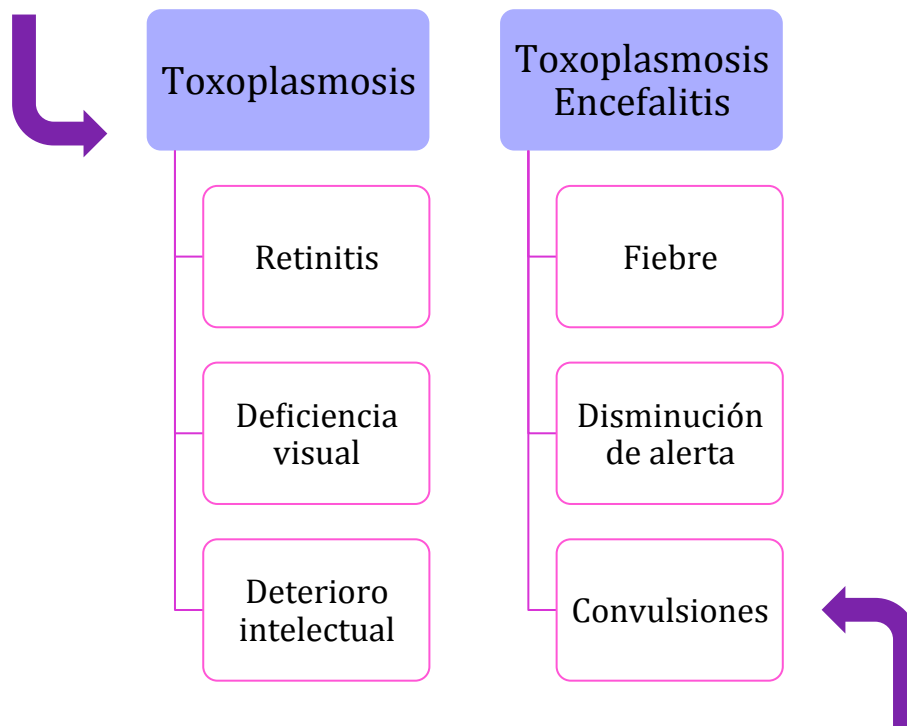 Toxoplasmosis
Retinitis
Deficiencia
visual
Deterioro
intelectual
Toxoplasmosis
Encefalitis
Fiebre
Disminución
de alerta
Convulsiones